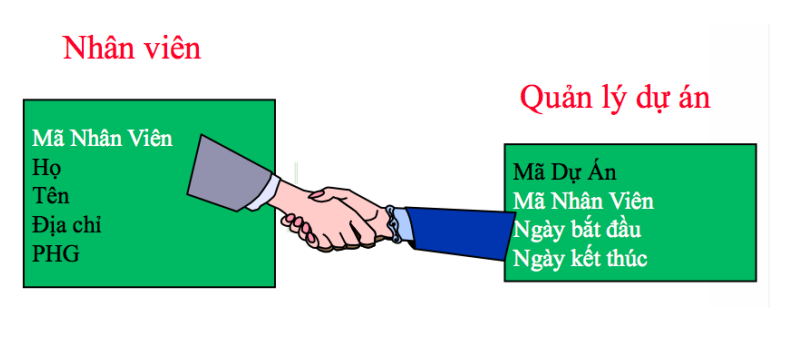 Nhân viên
Mã Nhân Viên
Họ
Tên
Địa chỉ
PHG
Quản lý dự án
Mã Dự Án
Mã Nhân Viên
Ngày bắt đầu
Ngày kết thúc